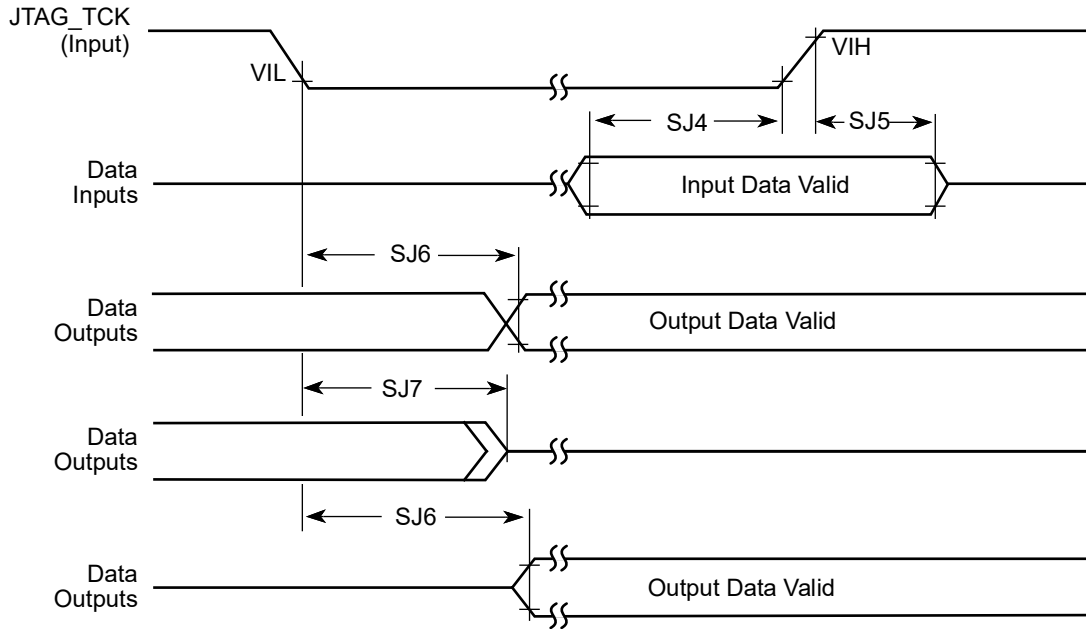 JTAG_TCK
(Input)
VIL
VIH
SJ4
SJ5
Data
Inputs
Input Data Valid
SJ6
Data
Outputs
Output Data Valid
SJ7
Data
Outputs
SJ6
Data
Outputs
Output Data Valid